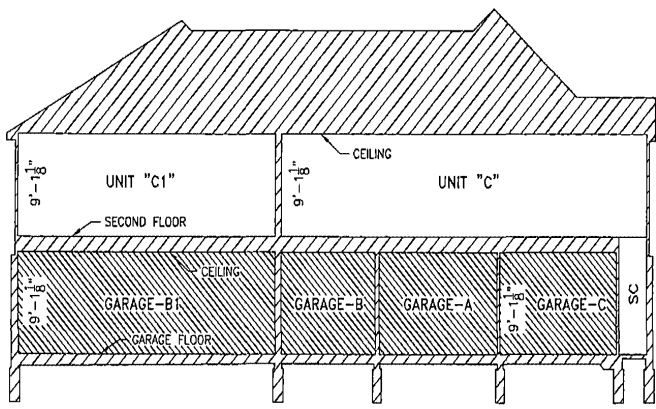 9'-1 1/8"
UNIT "C1"
9'-1 1/8"
UNIT "C"
CEILING
SECOND FLOOR
CEILING
9'-1 1/8"
GARAGE-B1
GARAGE-B
GARAGE-A
9'-1 1/8"
GARAGE-C
SC
GARAGE FLOOR